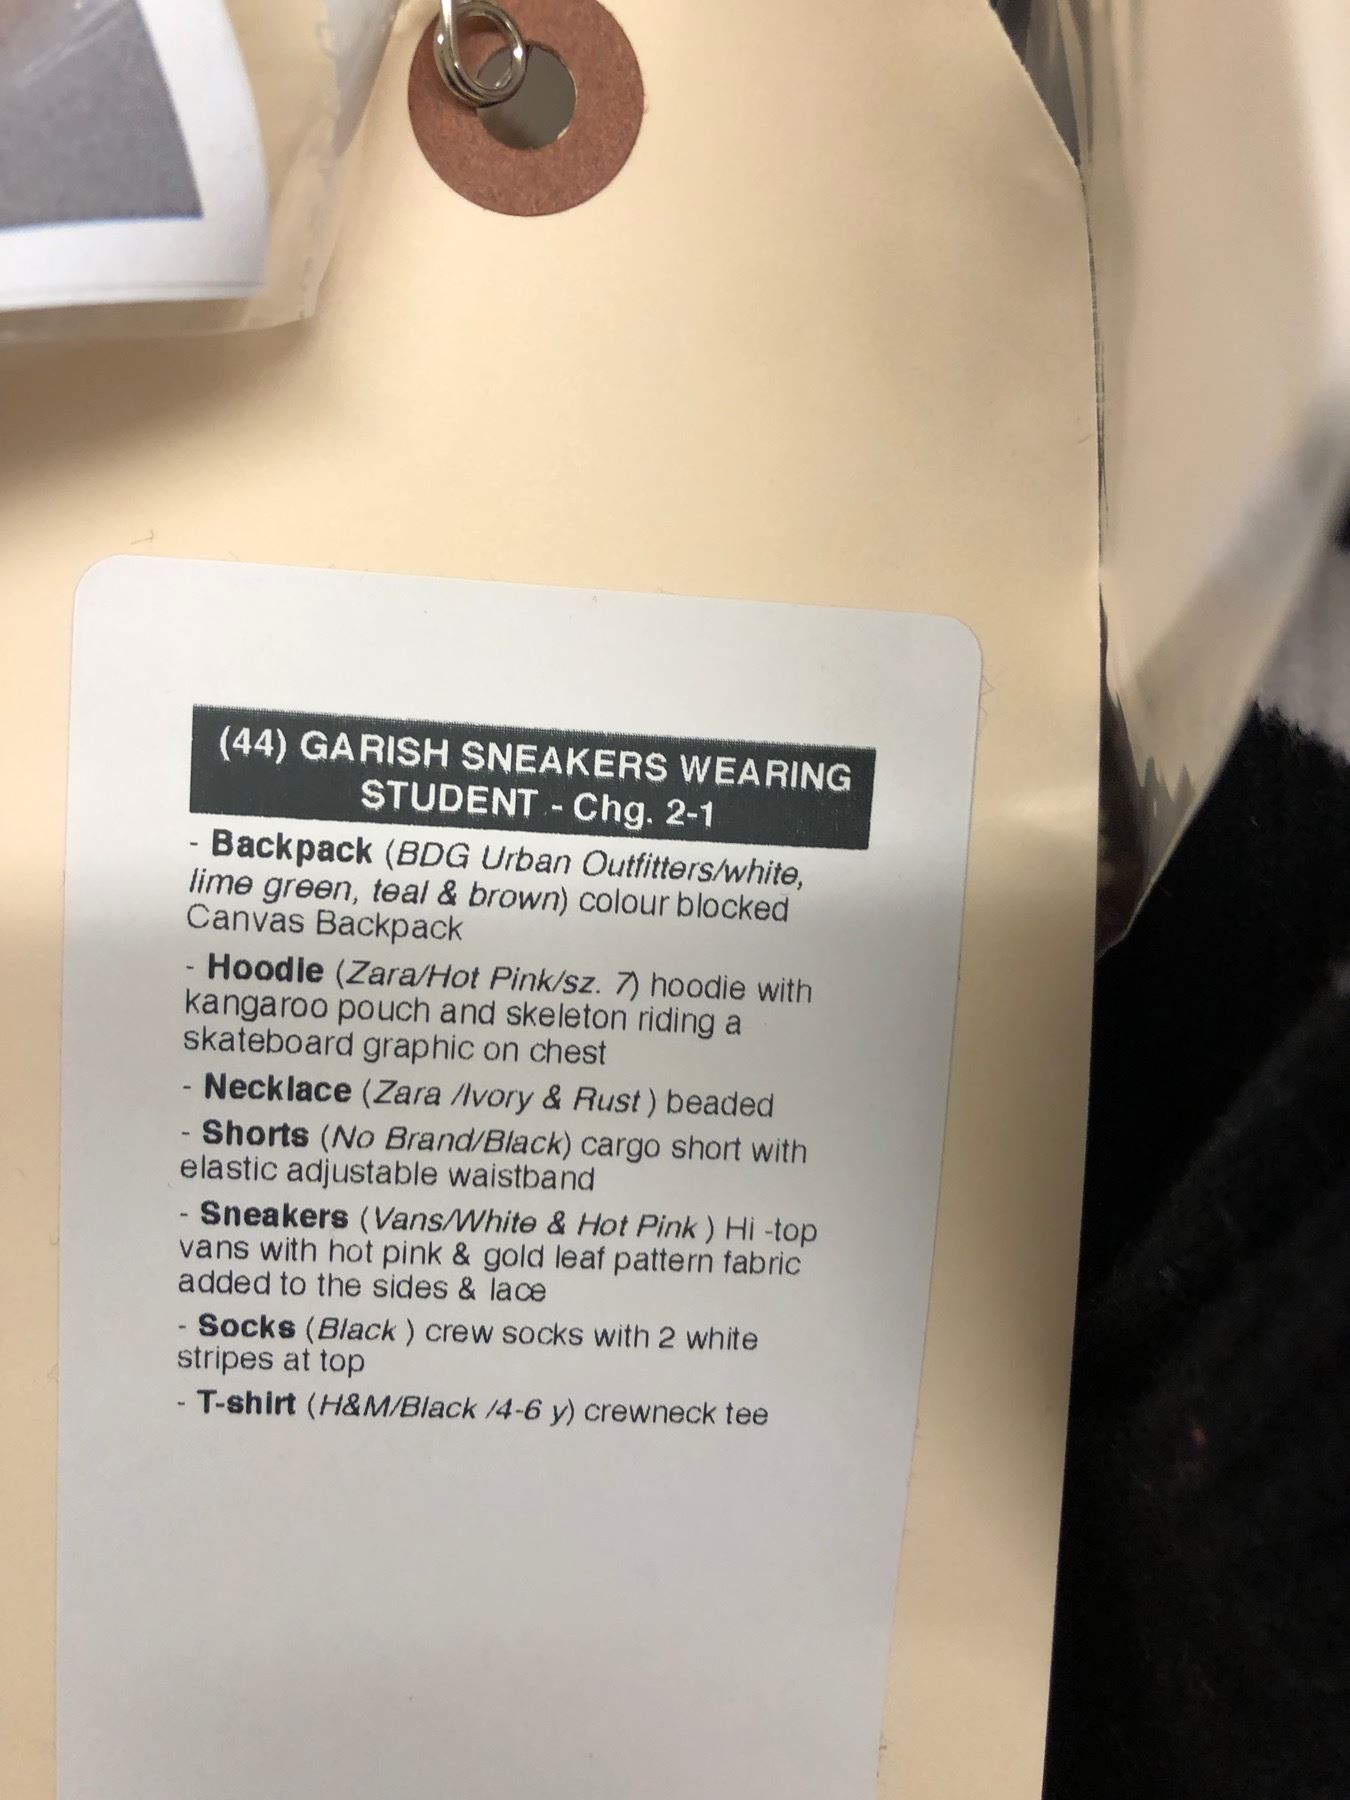 (44) GARISH SNEAKERS WEARING
STUDENT - Chg. 2-1
- Backpack (BDG Urban Outfitters/white,
lime green, teal & brown) colour blocked
Canvas Backpack
- Hoodie (Zara/Hot Pink/sz. 7) hoodie with
kangaroo pouch and skeleton riding a
skateboard graphic on chest
- Necklace (Zara /Ivory & Rust ) beaded
- Shorts (No Brand/Black) cargo short with
elastic adjustable waistband
- Sneakers (Vans/White & Hot Pink ) Hi -top
vans with hot pink & gold leaf pattern fabric
added to the sides & lace
- Socks (Black ) crew socks with 2 white
stripes at top
- T-shirt (H&M/Black /4-6 y) crewneck tee